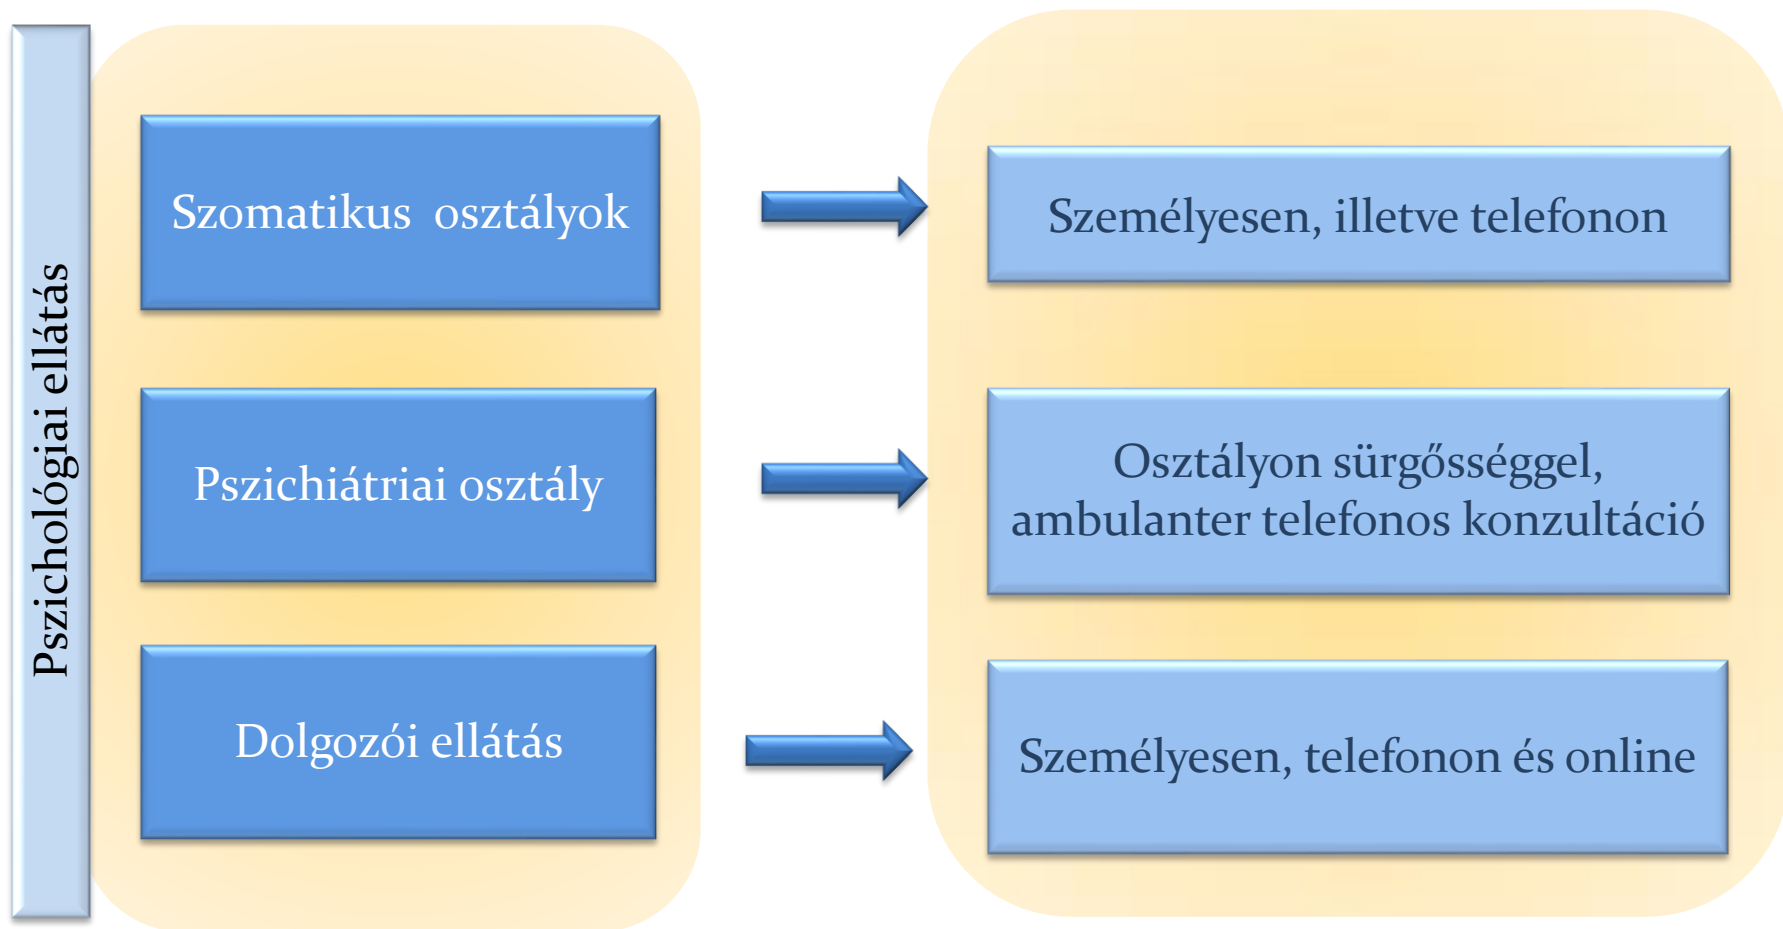 Pszichológiai ellátás
Szomatikus osztályok
Személyesen, illetve telefonon
Pszichiátriai osztály
Osztályon sürgősséggel,
ambulanter telefonos konzultáció
Dolgozói ellátás
Személyesen, telefonon és online